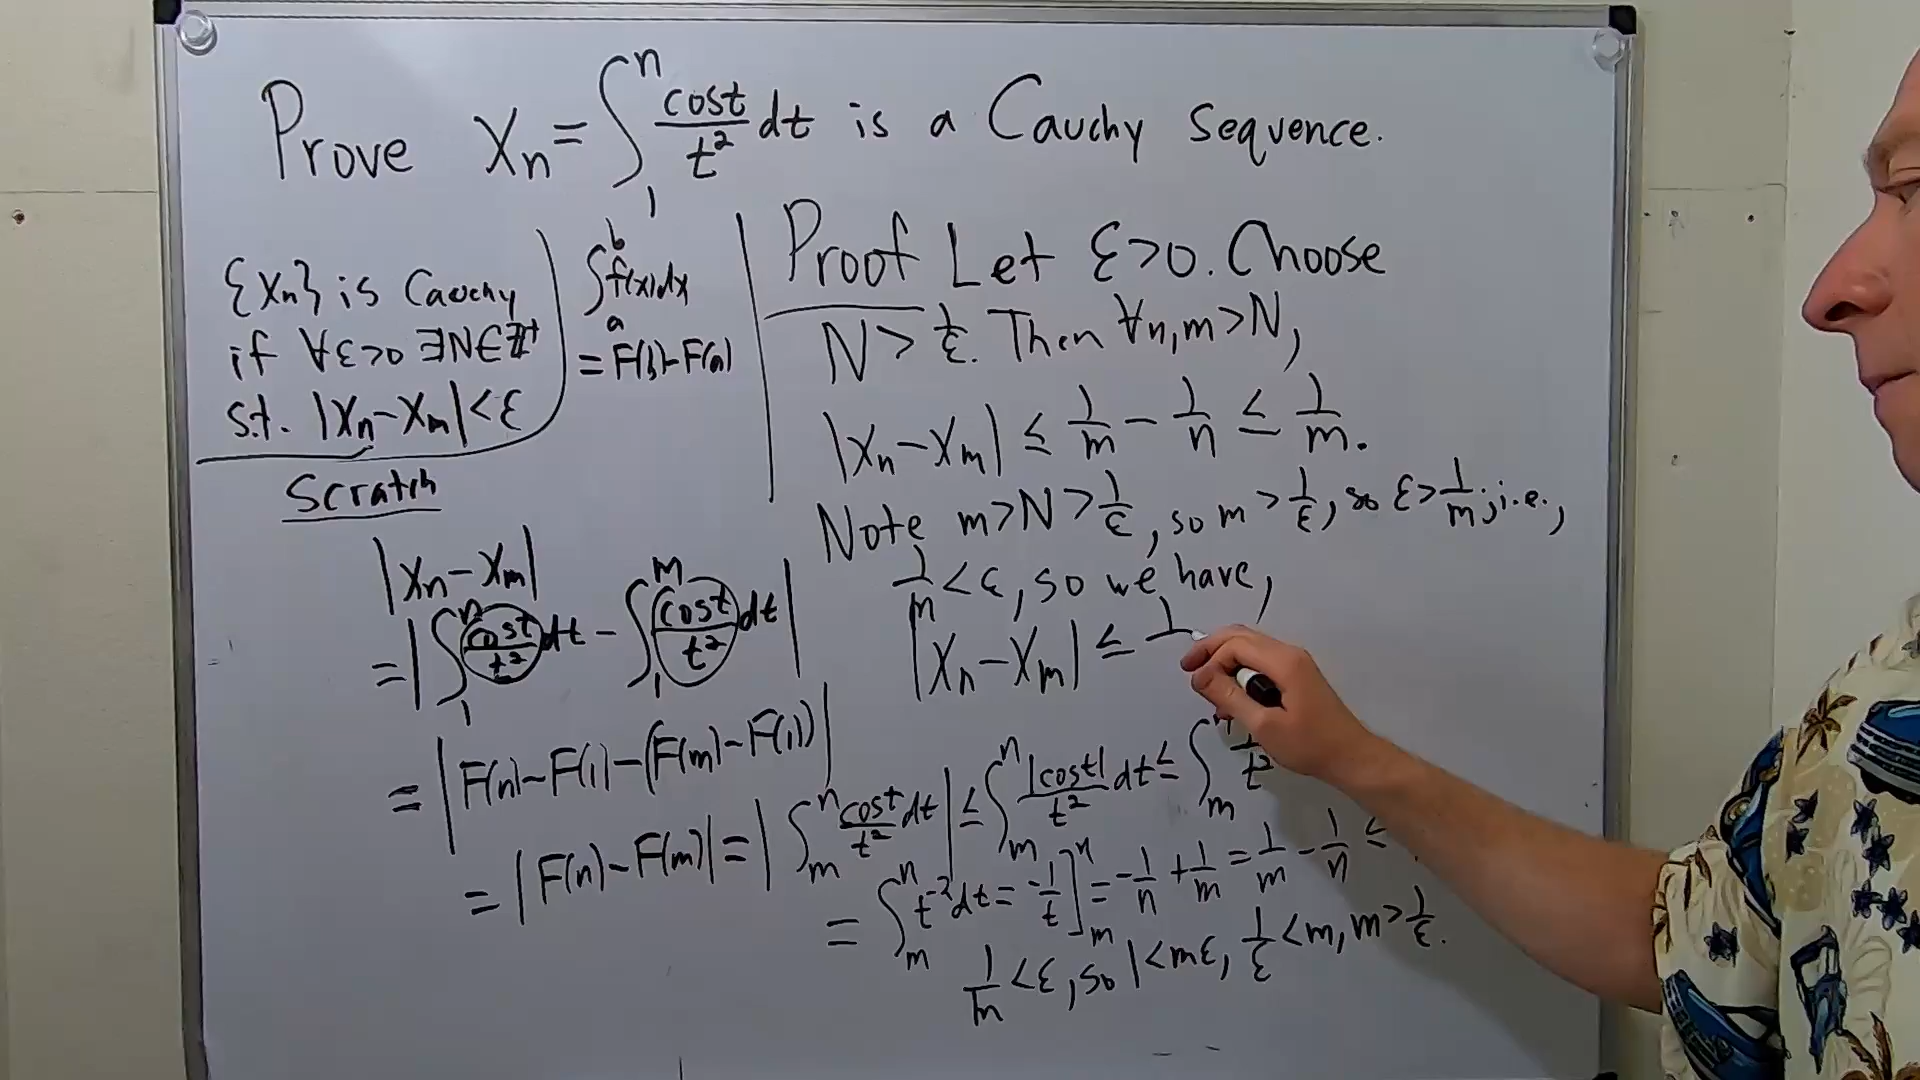 Prove Xₙ = ∫₁ⁿ cost/t² dt is a Cauchy Sequence.
{Xₙ} is Cauchy
if ∀ε>0 ∃N∈ℤ⁺
s.t. |Xₙ-Xₘ|<ε
∫ₐᵇ f(x)dx
= F(b)-F(a)
Proof Let ε>0. Choose
N > 1/ε. Then ∀n,m>N,
|Xₙ-Xₘ| ≤ 1/m - 1/n ≤ 1/m.
Note m>N>1/ε, so m>1/ε, so ε>1/m; i.e.,
1/m <ε, so we have,
|Xₙ-Xₘ| ≤ 1
Scratch
|Xₙ-Xₘ|
= |∫₁ⁿ cost/t² dt - ∫₁ᵐ cost/t² dt|
= |F(n)-F(1)-(F(m)-F(1))|
= |F(n)-F(m)| = |∫ₘⁿ cost/t² dt| ≤ ∫ₘⁿ |cost|/t² dt ≤ ∫ₘⁿ 1/t²
= ∫ₘⁿ t⁻² dt = -1/t]ₘⁿ = -1/n + 1/m = 1/m - 1/n ≤
1/m <ε, so 1<mε, 1/ε <m, m>1/ε.